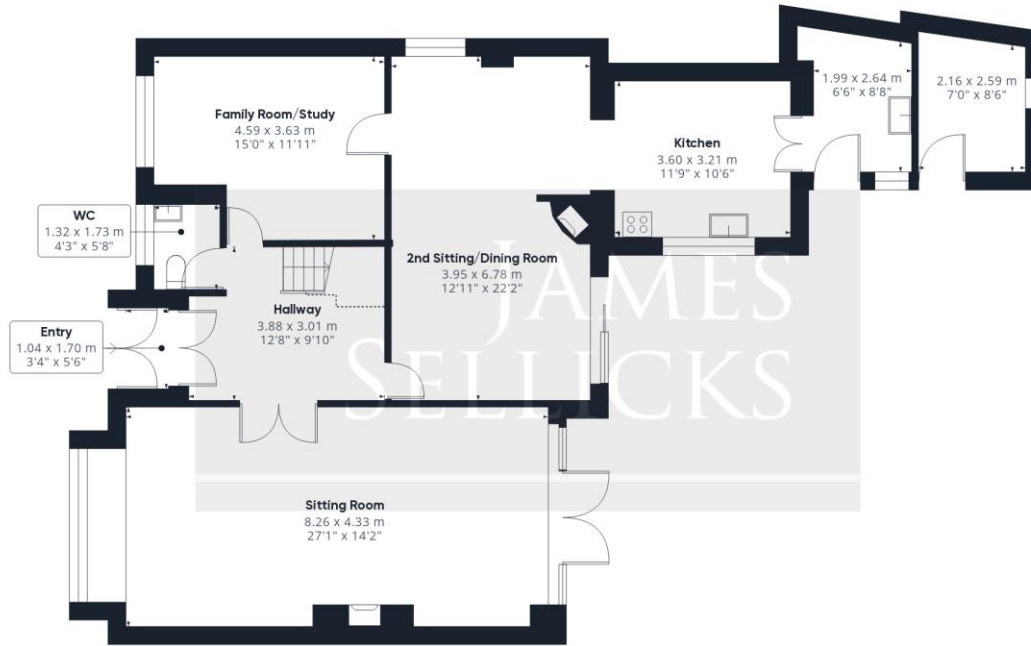 Family Room/Study
4.59 x 3.63 m
15'0" x 11'11"
1.99 x 2.64 m
6'6" x 8'8"
2.16 x 2.59 m
7'0" x 8'6"
Kitchen
3.60 x 3.21 m
11'9" x 10'6"
WC
1.32 x 1.73 m
4'3" x 5'8"
2nd Sitting/Dining Room
3.95 x 6.78 m
12'11" x 22'2"
Hallway
3.88 x 3.01 m
12'8" x 9'10"
Entry
1.04 x 1.70 m
3'4" x 5'6"
JAMES
SELLICKS
Sitting Room
8.26 x 4.33 m
27'1" x 14'2"